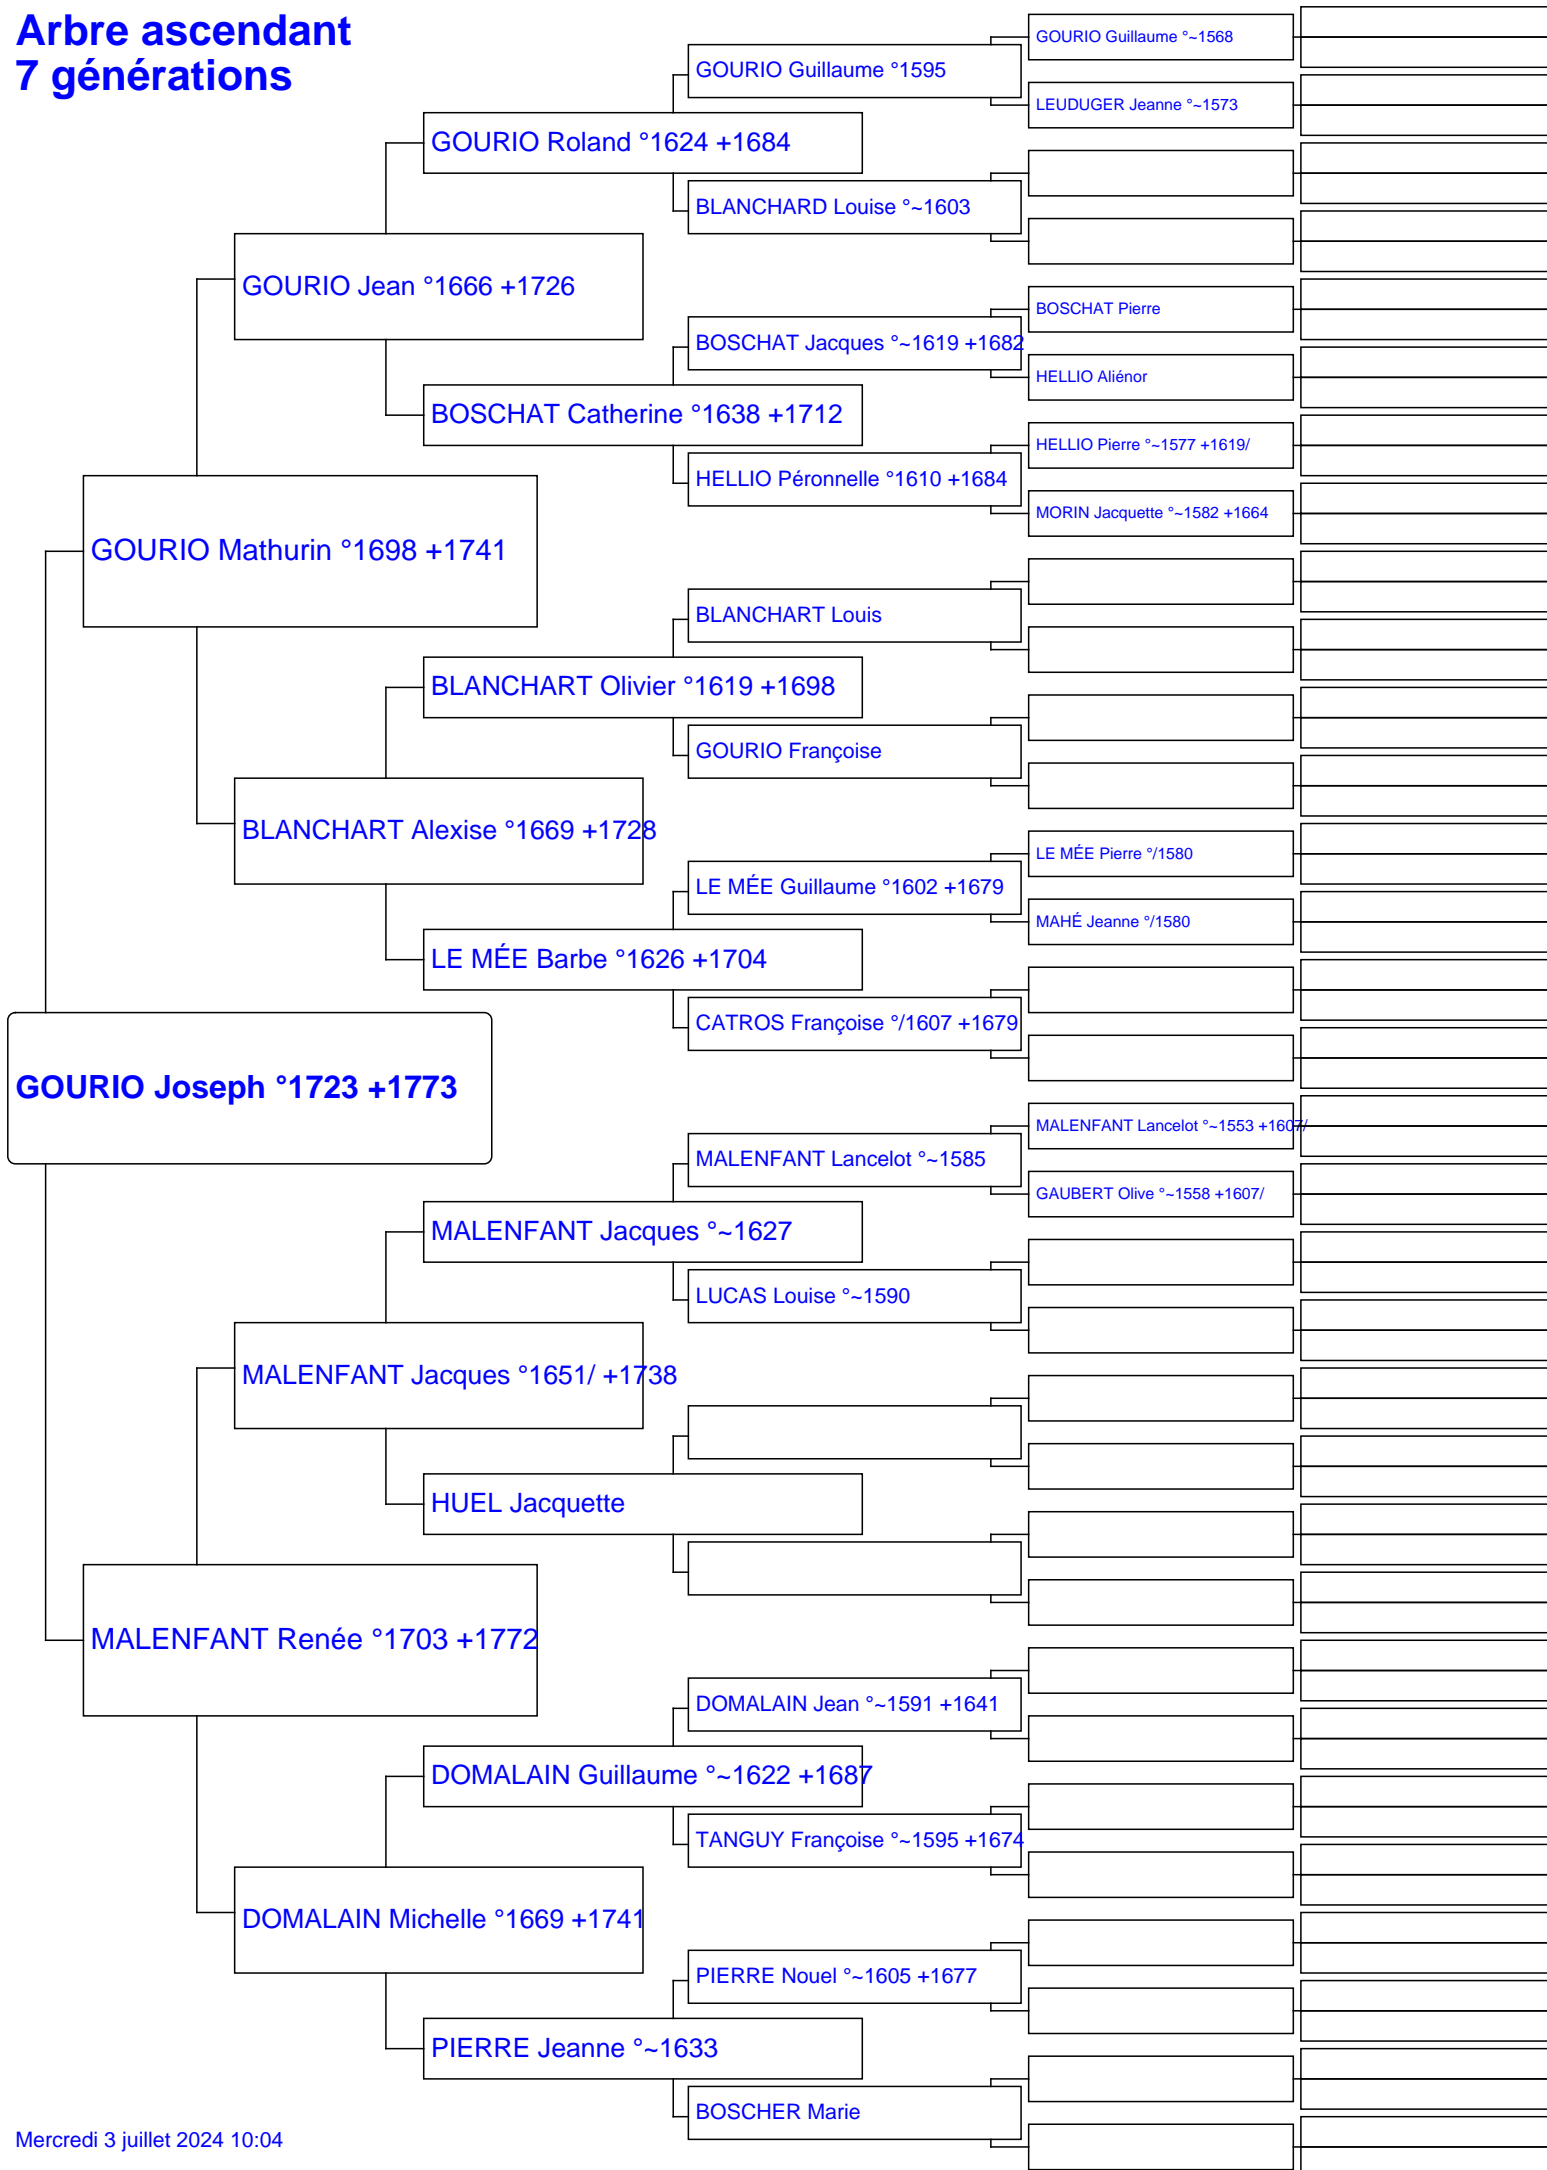 Arbre ascendant
7 générations
GOURIO Guillaume °~1568
GOURIO Guillaume °1595
LEUDUGER Jeanne °~1573
GOURIO Roland °1624 +1684
BLANCHARD Louise °~1603
GOURIO Jean °1666 +1726
BOSCHAT Pierre
BOSCHAT Jacques °~1619 +1682
HELLIO Aliénor
BOSCHAT Catherine °1638 +1712
HELLIO Pierre °~1577 +1619/
HELLIO Péronnelle °1610 +1684
MORIN Jacquette °~1582 +1664
GOURIO Mathurin °1698 +1741
BLANCHART Louis
BLANCHART Olivier °1619 +1698
GOURIO Françoise
BLANCHART Alexise °1669 +1728
LE MÉE Pierre °/1580
LE MÉE Guillaume °1602 +1679
MAHÉ Jeanne °/1580
LE MÉE Barbe °1626 +1704
CATROS Françoise °/1607 +1679
GOURIO Joseph °1723 +1773
MALENFANT Lancelot °~1553 +1607/
MALENFANT Lancelot °~1585
GAUBERT Olive °~1558 +1607/
MALENFANT Jacques °~1627
LUCAS Louise °~1590
MALENFANT Jacques °1651/ +1738
HUEL Jacquette
MALENFANT Renée °1703 +1772
DOMALAIN Jean °~1591 +1641
DOMALAIN Guillaume °~1622 +1687
TANGUY Françoise °~1595 +1674
DOMALAIN Michelle °1669 +1741
PIERRE Nouel °~1605 +1677
PIERRE Jeanne °~1633
BOSCHER Marie
Mercredi 3 juillet 2024 10:04